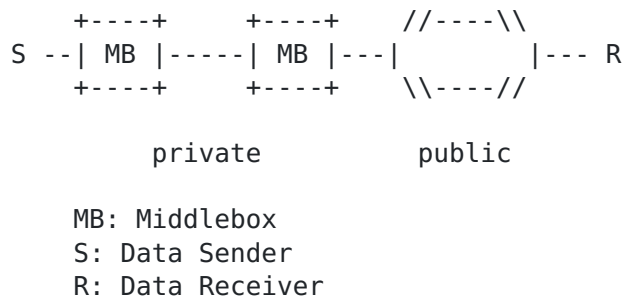 +----+ +----+ //----\\
S --| MB |-----| MB |---| |--- R
+----+ +----+ \\----//
private public
MB: Middlebox
S: Data Sender
R: Data Receiver